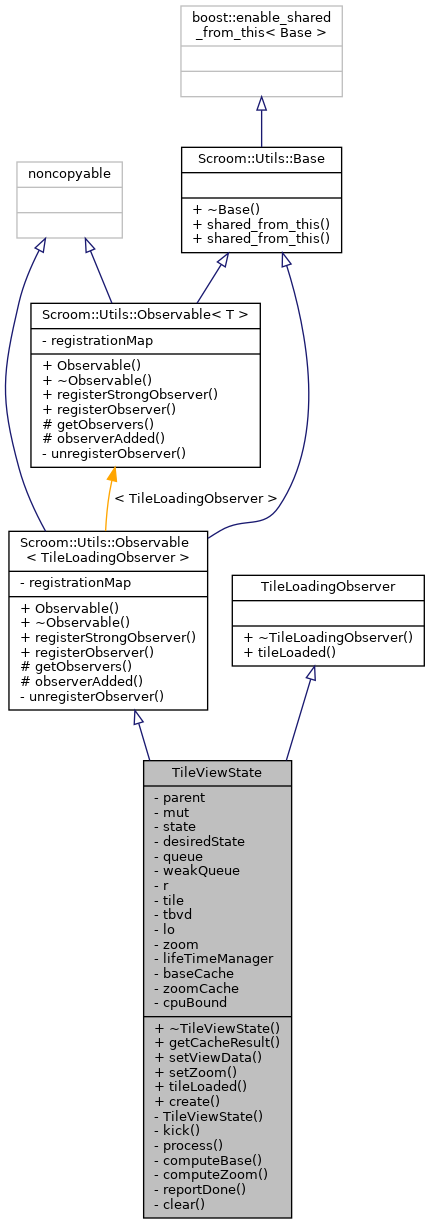 boost::enable_shared
_from_this< Base >
noncopyable
Scroom::Utils::Base
+ ~Base()
+ shared_from_this()
+ shared_from_this()
Scroom::Utils::Observable< T >
- registrationMap
+ Observable()
+ ~Observable()
+ registerStrongObserver()
+ registerObserver()
# getObservers()
# observerAdded()
- unregisterObserver()
< TileLoadingObserver >
Scroom::Utils::Observable
< TileLoadingObserver >
- registrationMap
+ Observable()
+ ~Observable()
+ registerStrongObserver()
+ registerObserver()
# getObservers()
# observerAdded()
- unregisterObserver()
TileLoadingObserver
+ ~TileLoadingObserver()
+ tileLoaded()
TileViewState
- parent
- mut
- state
- desiredState
- queue
- weakQueue
- r
- tile
- tbvd
- lo
- zoom
- lifeTimeManager
- baseCache
- zoomCache
- cpuBound
+ ~TileViewState()
+ getCacheResult()
+ setViewData()
+ setZoom()
+ tileLoaded()
+ create()
- TileViewState()
- kick()
- process()
- computeBase()
- computeZoom()
- reportDone()
- clear()